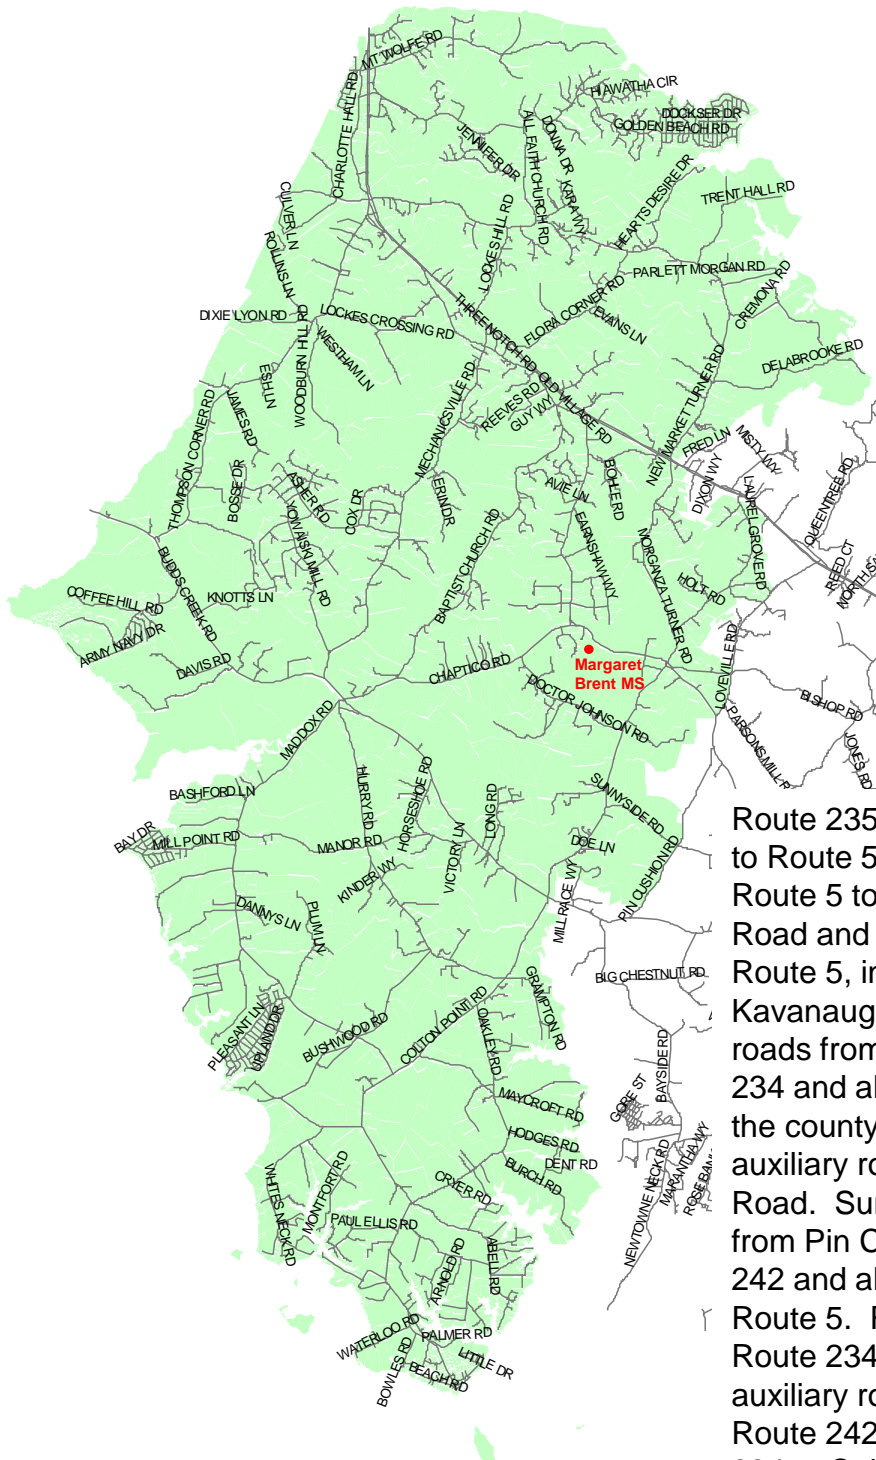 MT WOLFE RD
HIAWATHA CIR
DOCKSER DR
GOLDEN BEACH RD
CHARLOTTE HALL RD
JENNIFER DR
ALL FAITH CHURCH RD
DONNA DR
KARA WY
HEARTS DESIRE DR
TRENT HALL RD
CULVER LN
ROLLINS LN
LOCKES HILL RD
PARLETT MORGAN RD
CREMONA RD
FLORA CORNER RD
EVANS LN
DIXIE LYON RD
WOODBURN HILL RD
LOCKES CROSSING RD
THREE NOTCH RD
DELABROOKE RD
WESTHAM LN
ESH LN
OLD VILLAGE RD
REEVES RD
GUY WY
NEW MARKET TURNER RD
JAMES RD
MECHANICSVILLE RD
THOMPSON CORNER RD
FRED LN
MISTY WY
DIXON WY
BOSSE DR
ASHER RD
COX DR
ERIN DR
AVIE LN
BOHLE RD
LAUREL GROVE RD
QUEENTREE RD
YOWAISKI MILL RD
BAPTIST CHURCH RD
EARNSHAW WY
MORGANZA TURNER RD
HOLT RD
REED CT
NORTH SA
BUDDS CREEK RD
KNOTTS LN
COFFEE HILL RD
ARMY NAVY DR
DAVIS RD
CHAPTICO RD
Margaret
Brent MS
LOVEVILLE RD
DOCTOR JOHNSON RD
BISHOP RD
PARSONS MILL R
JONES RD
MADDOX RD
BASHFORD LN
HURRY RD
HORSESHOE RD
LONG RD
SUNNYSIDE RD
BAY DR
MILL POINT RD
MANOR RD
VICTORY LN
DOE LN
KINDER WY
MILLRACE WY
PIN CUSHION RD
DANNYS LN
PLUM LN
BIG CHESTNUT RD
GRAMPTON RD
PLEASANT LN
UPLAND DR
BUSHWOOD RD
COLTON POINT RD
OAKLEY RD
BAYSIDE RD
GORE ST
MAYCROFT RD
HODGES RD
DENT RD
BURCH RD
CRYER RD
NEWTOWNE NECK RD
MARANTHA WY
ROSEBAN
WHITES NECK RD
MONTFORT RD
PAUL ELLIS RD
ARNOLD RD
ABELL RD
WATERLOO RD
PALMER RD
BOWLES RD
BEACH RD
LITTLE DR
Route 235
to Route 5
Route 5 to
Road and
Route 5, in
Kavanaug
roads from
234 and al
the county
auxiliary ro
Road. Su
from Pin C
242 and al
Route 5.
Route 234
auxiliary ro
Route 242